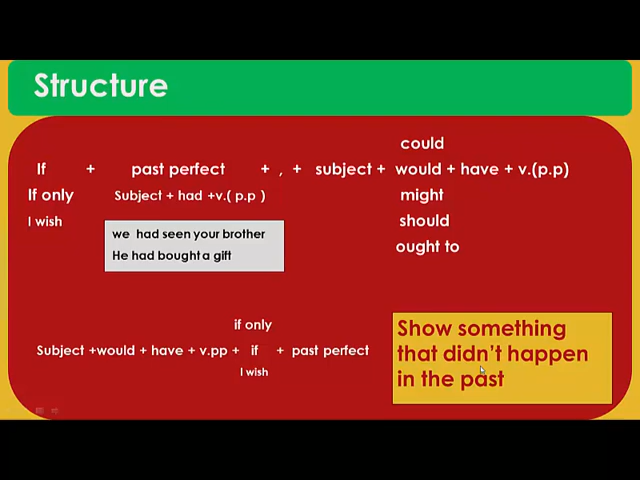 Structure
could
If + past perfect + , + subject + would + have + v.(p.p)
If only Subject + had +v.( p.p ) might
I wish should
we had seen your brother
ought to
He had bought a gift
if only
Subject +would + have + v.pp + if + past perfect
I wish
Show something
that didn't happen
in the past